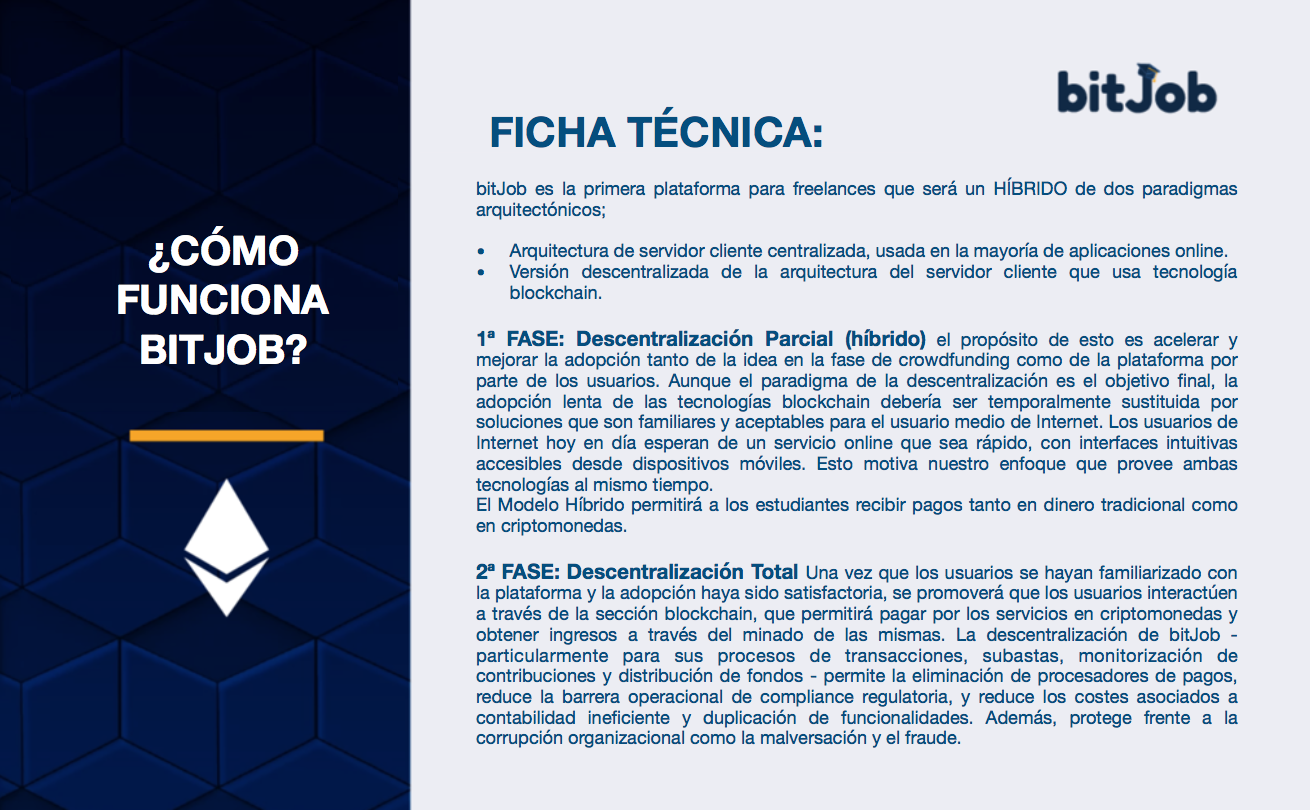 ¿CÓMO
FUNCIONA
BITJOB?
bitJob
FICHA TÉCNICA:
bitJob es la primera plataforma para freelances que será un HÍBRIDO de dos paradigmas
arquitectónicos;
• Arquitectura de servidor cliente centralizada, usada en la mayoría de aplicaciones online.
• Versión descentralizada de la arquitectura del servidor cliente que usa tecnología
blockchain.
1ª FASE: Descentralización Parcial (híbrido) el propósito de esto es acelerar y
mejorar la adopción tanto de la idea en la fase de crowdfunding como de la plataforma por
parte de los usuarios. Aunque el paradigma de la descentralización es el objetivo final, la
adopción lenta de las tecnologías blockchain debería ser temporalmente sustituida por
soluciones que son familiares y aceptables para el usuario medio de Internet. Los usuarios de
Internet hoy en día esperan de un servicio online que sea rápido, con interfaces intuitivas
accesibles desde dispositivos móviles. Esto motiva nuestro enfoque que provee ambas
tecnologías al mismo tiempo.
El Modelo Híbrido permitirá a los estudiantes recibir pagos tanto en dinero tradicional como
en criptomonedas.
2ª FASE: Descentralización Total Una vez que los usuarios se hayan familiarizado con
la plataforma y la adopción haya sido satisfactoria, se promoverá que los usuarios interactúen
a través de la sección blockchain, que permitirá pagar por los servicios en criptomonedas y
obtener ingresos a través del minado de las mismas. La descentralización de bitJob -
particularmente para sus procesos de transacciones, subastas, monitorización de
contribuciones y distribución de fondos - permite la eliminación de procesadores de pagos,
reduce la barrera operacional de compliance regulatoria, y reduce los costes asociados a
contabilidad ineficiente y duplicación de funcionalidades. Además, protege frente a la
corrupción organizacional como la malversación y el fraude.